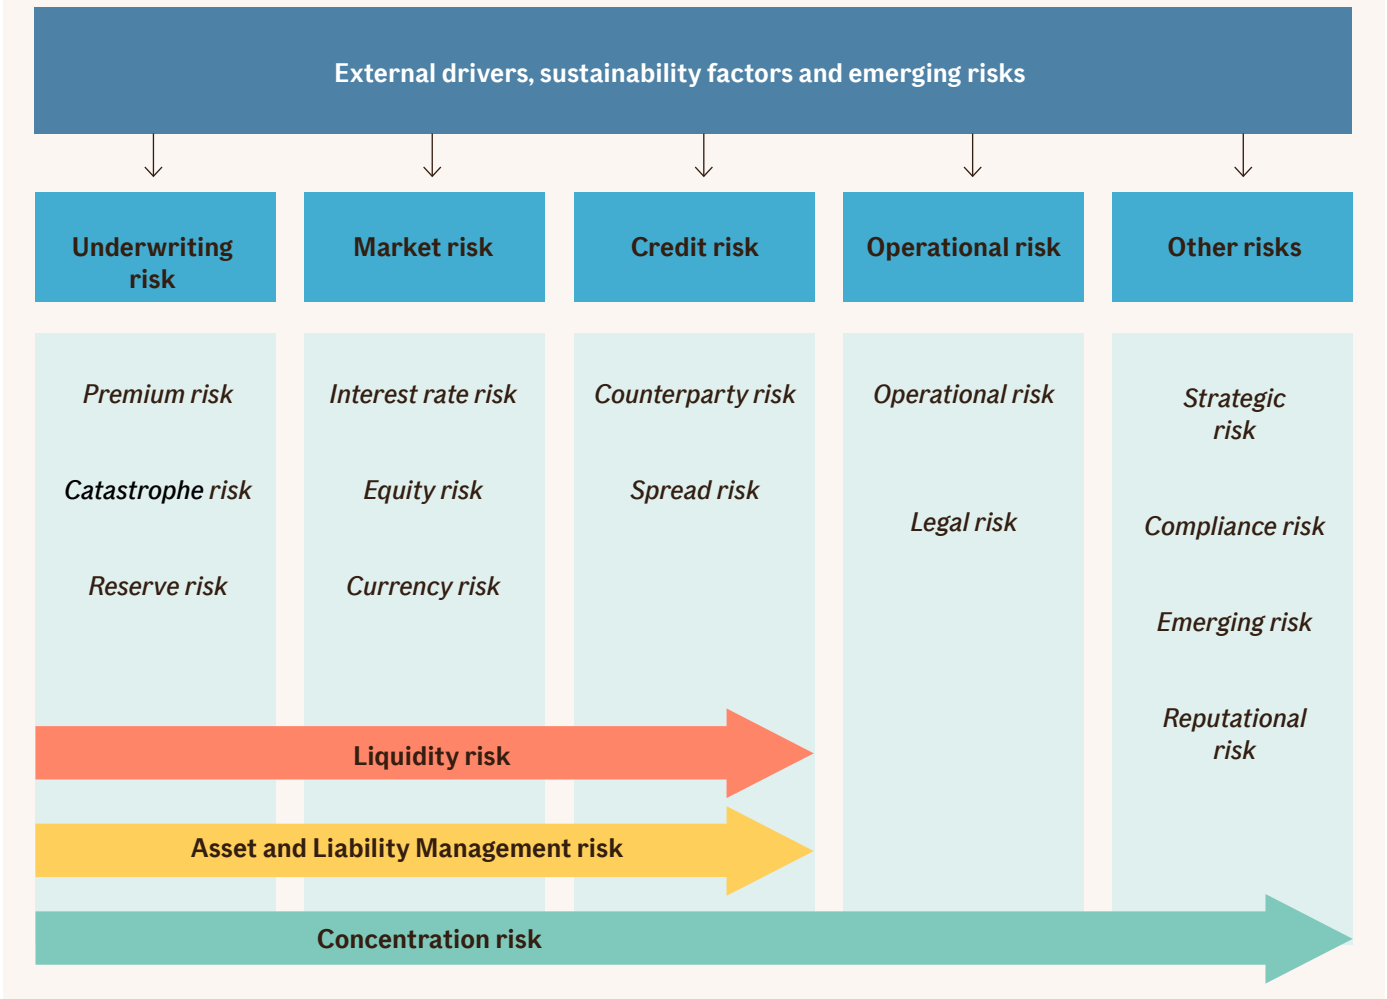 External drivers, sustainability factors and emerging risks
Underwriting
risk
Market risk
Credit risk
Operational risk
Other risks
Premium risk
Catastrophe risk
Reserve risk
Interest rate risk
Equity risk
Currency risk
Counterparty risk
Spread risk
Operational risk
Legal risk
Strategic
risk
Compliance risk
Emerging risk
Reputational
risk
Liquidity risk
Asset and Liability Management risk
Concentration risk